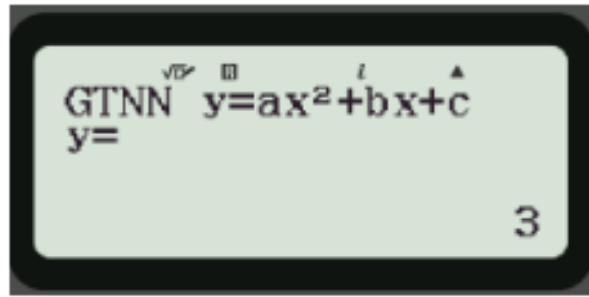 √▱ R i ▲
GTNN y=ax²+bx+c
y=
3